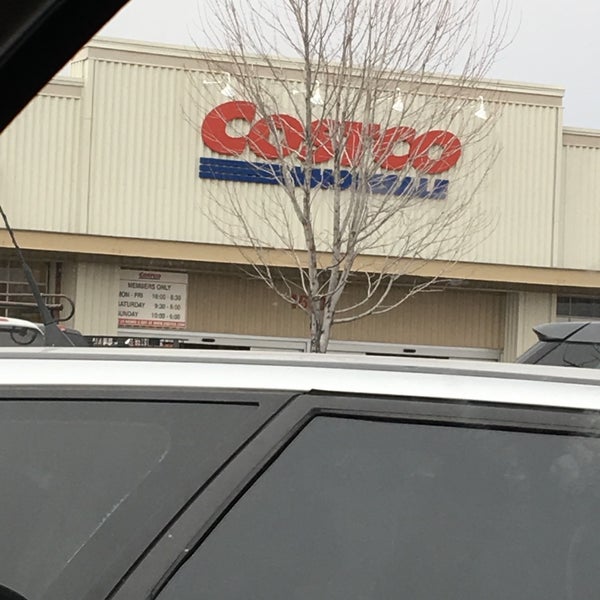 COSTCO
WHOLESALE
Costco
MEMBERS ONLY
MON - FRI 10:00 - 8:30
SATURDAY 9:30 - 6:00
SUNDAY 10:00 - 6:00